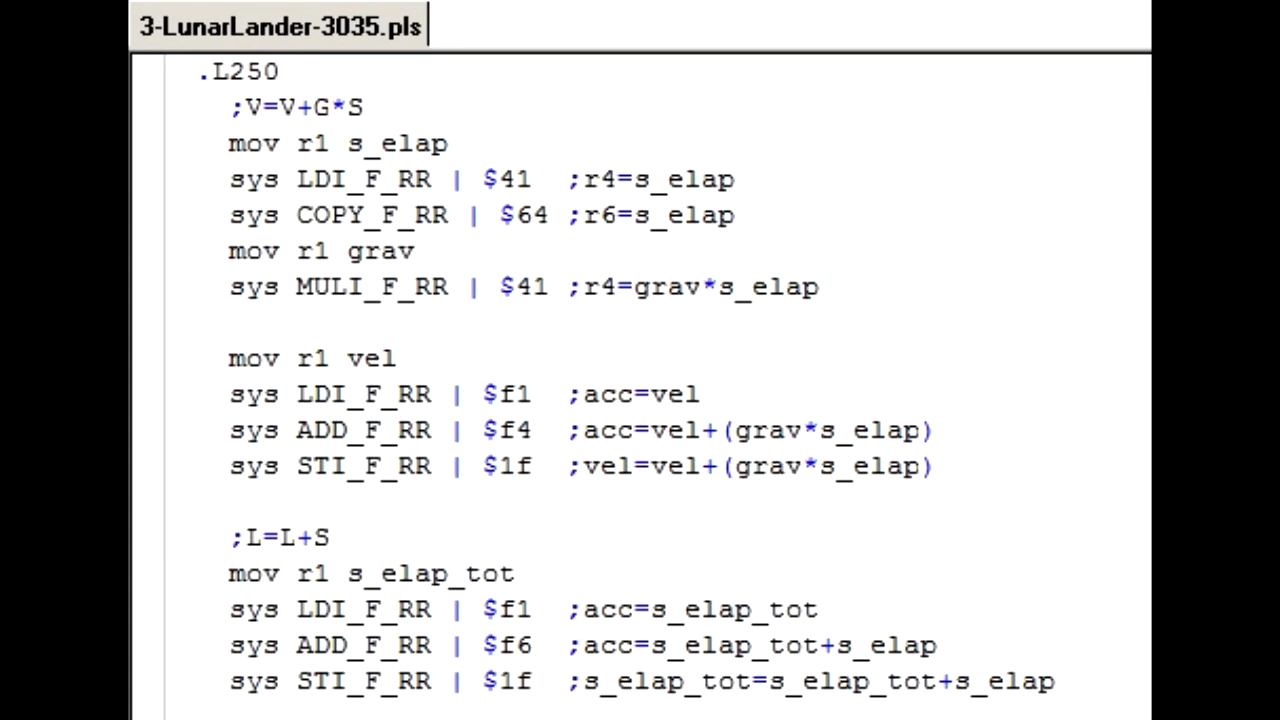 3-LunarLander-3035.pls
.L250
;V=V+G*S
mov r1 s_elap
sys LDI_F_RR | $41 ;r4=s_elap
sys COPY_F_RR | $64 ;r6=s_elap
mov r1 grav
sys MULI_F_RR | $41 ;r4=grav*s_elap
mov r1 vel
sys LDI_F_RR | $f1 ;acc=vel
sys ADD_F_RR | $f4 ;acc=vel+(grav*s_elap)
sys STI_F_RR | $1f ;vel=vel+(grav*s_elap)
;L=L+S
mov r1 s_elap_tot
sys LDI_F_RR | $f1 ;acc=s_elap_tot
sys ADD_F_RR | $f6 ;acc=s_elap_tot+s_elap
sys STI_F_RR | $1f ;s_elap_tot=s_elap_tot+s_elap